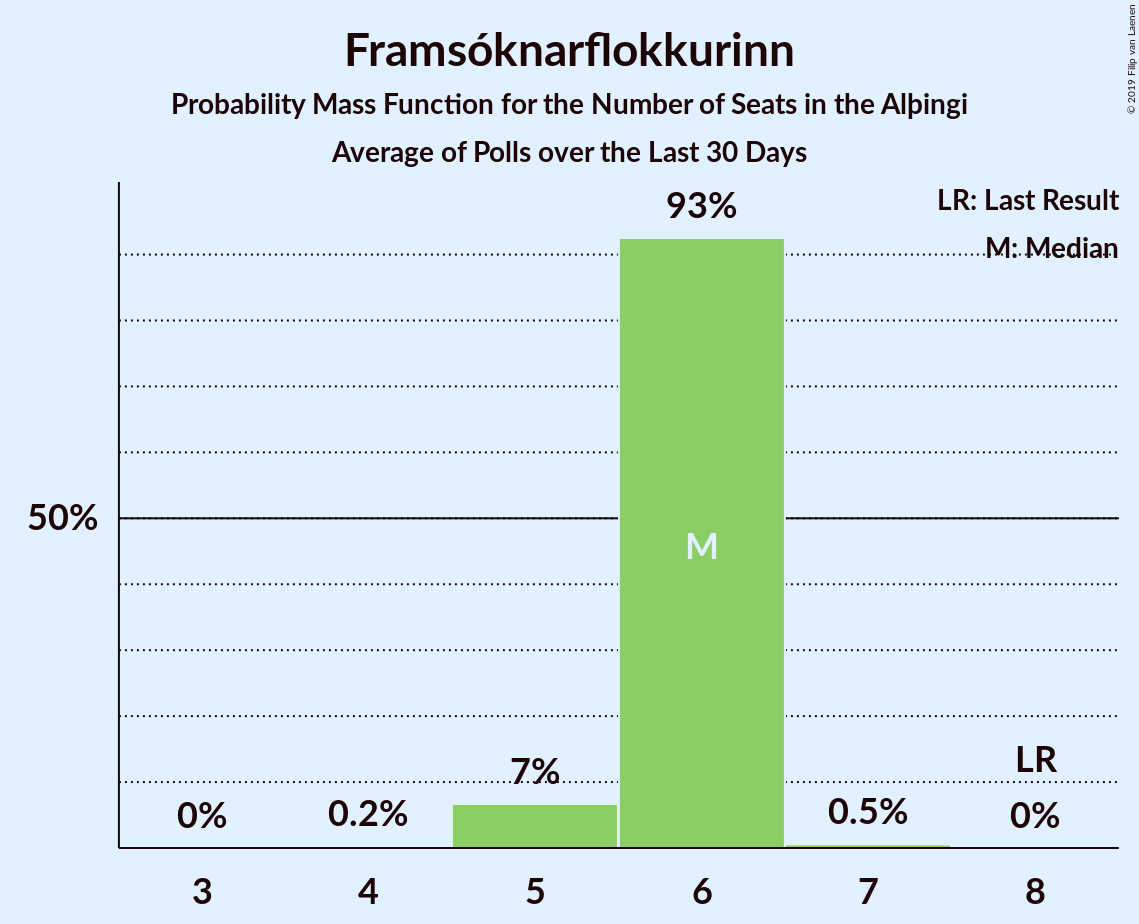 Framsóknarflokkurinn
Probability Mass Function for the Number of Seats in the Alþingi
Average of Polls over the Last 30 Days
© 2019 Filip van Laenen
LR: Last Result
M: Median
93%
50%
M
7%
LR
0%
0.2%
0.5%
0%
3 4 5 6 7 8